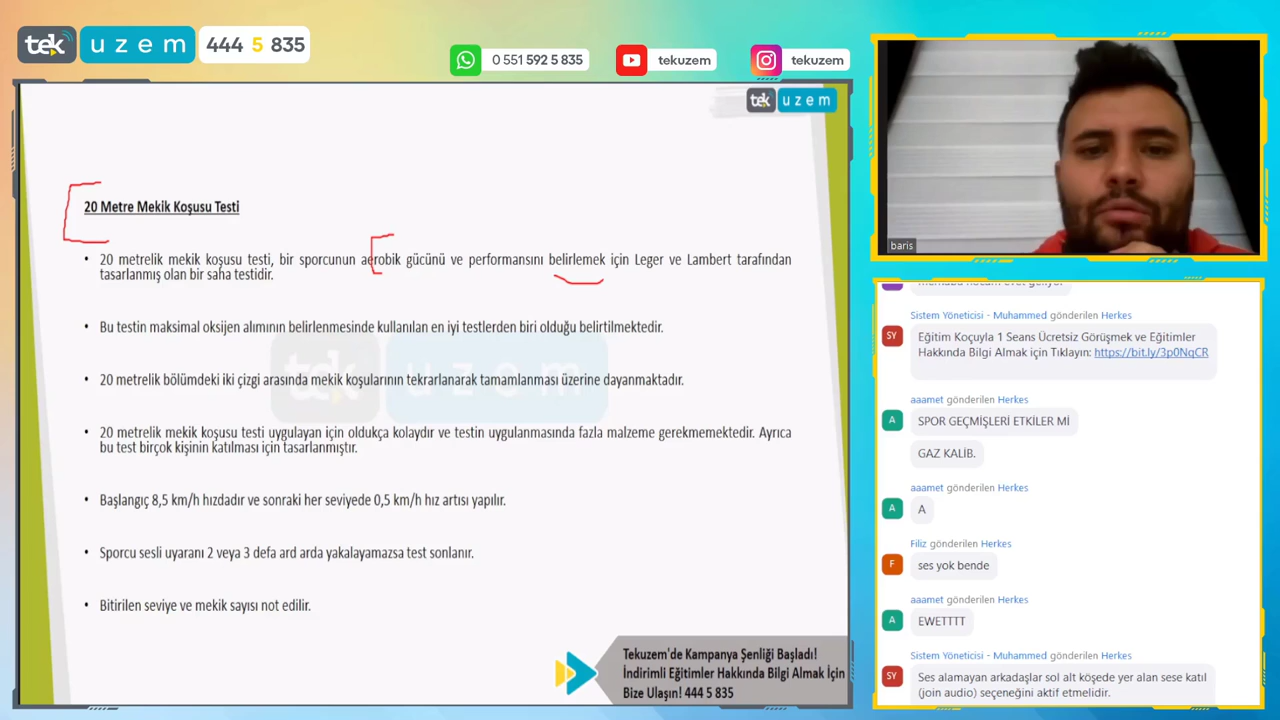 tek uzem 444 5 835
0 551 592 5 835
tekuzem
tekuzem
tek uzem
20 Metre Mekik Koşusu Testi
• 20 metrelik mekik koşusu testi, bir sporcunun aerobik gücünü ve performansını belirlemek için Leger ve Lambert tarafından
tasarlanmış olan bir saha testidir.
• Bu testin maksimal oksijen alımının belirlenmesinde kullanılan en iyi testlerden biri olduğu belirtilmektedir.
tek uzem
• 20 metrelik bölümdeki iki çizgi arasında mekik koşularının tekrarlanarak tamamlanması üzerine dayanmaktadır.
• 20 metrelik mekik koşusu testi uygulayan için oldukça kolaydır ve testin uygulanmasında fazla malzeme gerekmemektedir. Ayrıca
bu test birçok kişinin katılması için tasarlanmıştır.
• Başlangıç 8,5 km/h hızdadır ve sonraki her seviyede 0,5 km/h hız artısı yapılır.
• Sporcu sesli uyaranı 2 veya 3 defa ard arda yakalayamazsa test sonlanır.
• Bitirilen seviye ve mekik sayısı not edilir.
Tekuzem'de Kampanya Şenliği Başladı!
İndirimli Eğitimler Hakkında Bilgi Almak İçin
Bize Ulaşın! 444 5 835
baris
Sistem Yöneticisi - Muhammed gönderilen Herkes
SY
Eğitim Koçuyla 1 Seans Ücretsiz Görüşmek ve Eğitimler
Hakkında Bilgi Almak için Tıklayın: https://bit.ly/3p0NqCR
aaamet gönderilen Herkes
A
SPOR GEÇMİŞLERİ ETKİLER Mİ
GAZ KALİB.
aaamet gönderilen Herkes
A
A
Filiz gönderilen Herkes
F
ses yok bende
aaamet gönderilen Herkes
A
EWETTTT
Sistem Yöneticisi - Muhammed gönderilen Herkes
SY
Ses alamayan arkadaşlar sol alt köşede yer alan sese katıl
(join audio) seçeneğini aktif etmelidir.